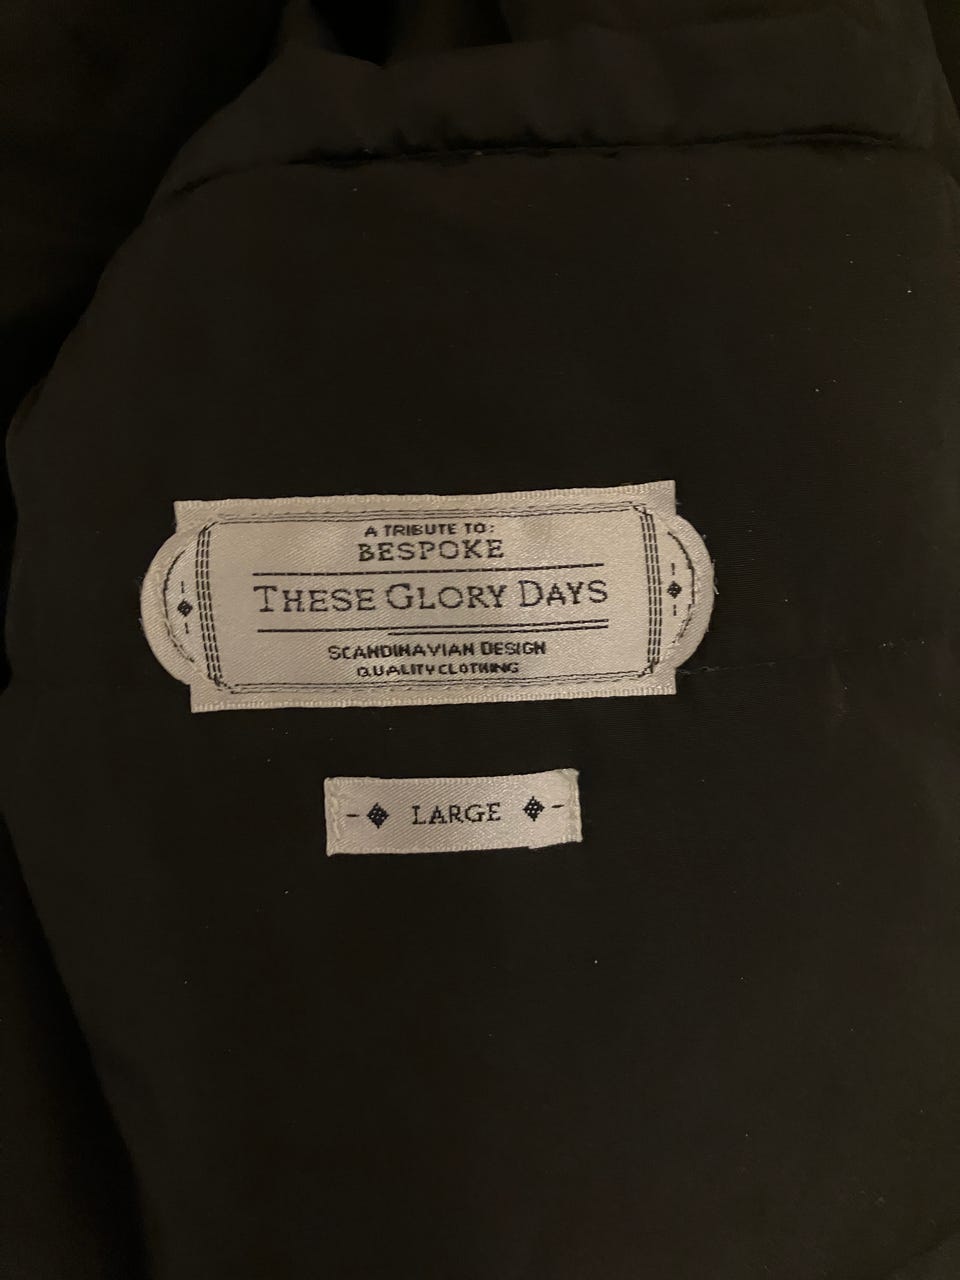 A TRIBUTE TO:
BESPOKE
THESE GLORY DAYS
SCANDINAVIAN DESIGN
QUALITY CLOTHING
- LARGE -